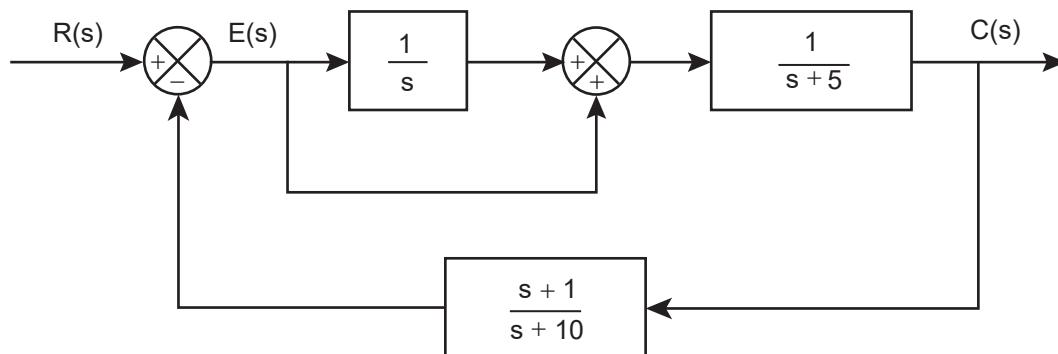 R(s)
E(s)
C(s)
+
−
1
s
+
+
1
s + 5
s + 1
s + 10